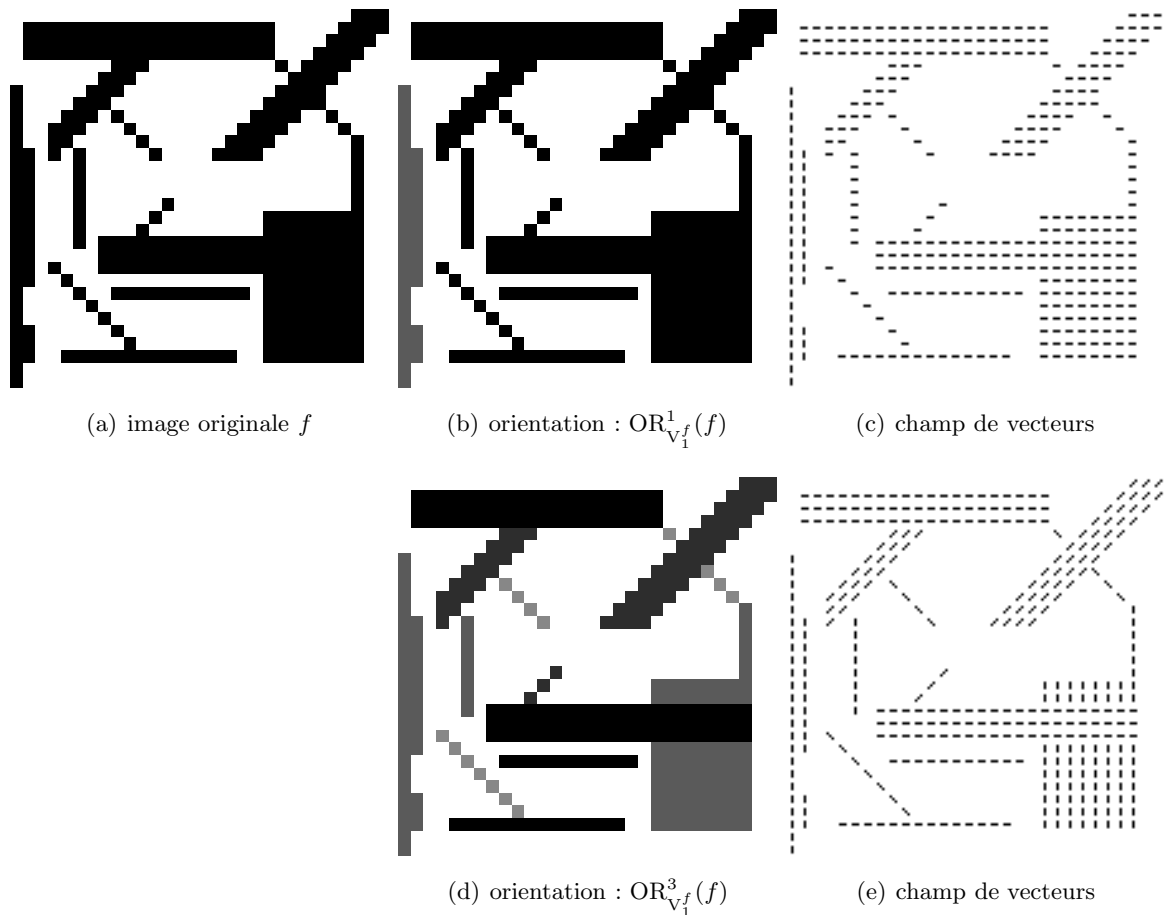 (a) image originale f
(b) orientation : OR¹_{V₁^f}(f)
(c) champ de vecteurs
(d) orientation : OR³_{V₁^f}(f)
(e) champ de vecteurs